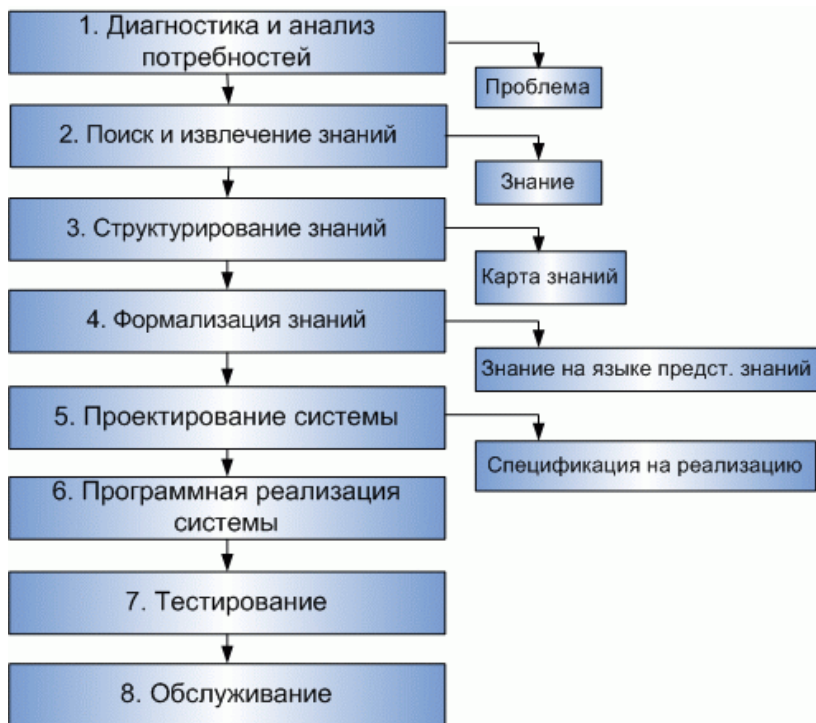 1. Диагностика и анализ
потребностей
Проблема
2. Поиск и извлечение знаний
Знание
3. Структурирование знаний
Карта знаний
4. Формализация знаний
Знание на языке предст. знаний
5. Проектирование системы
Спецификация на реализацию
6. Программная реализация
системы
7. Тестирование
8. Обслуживание